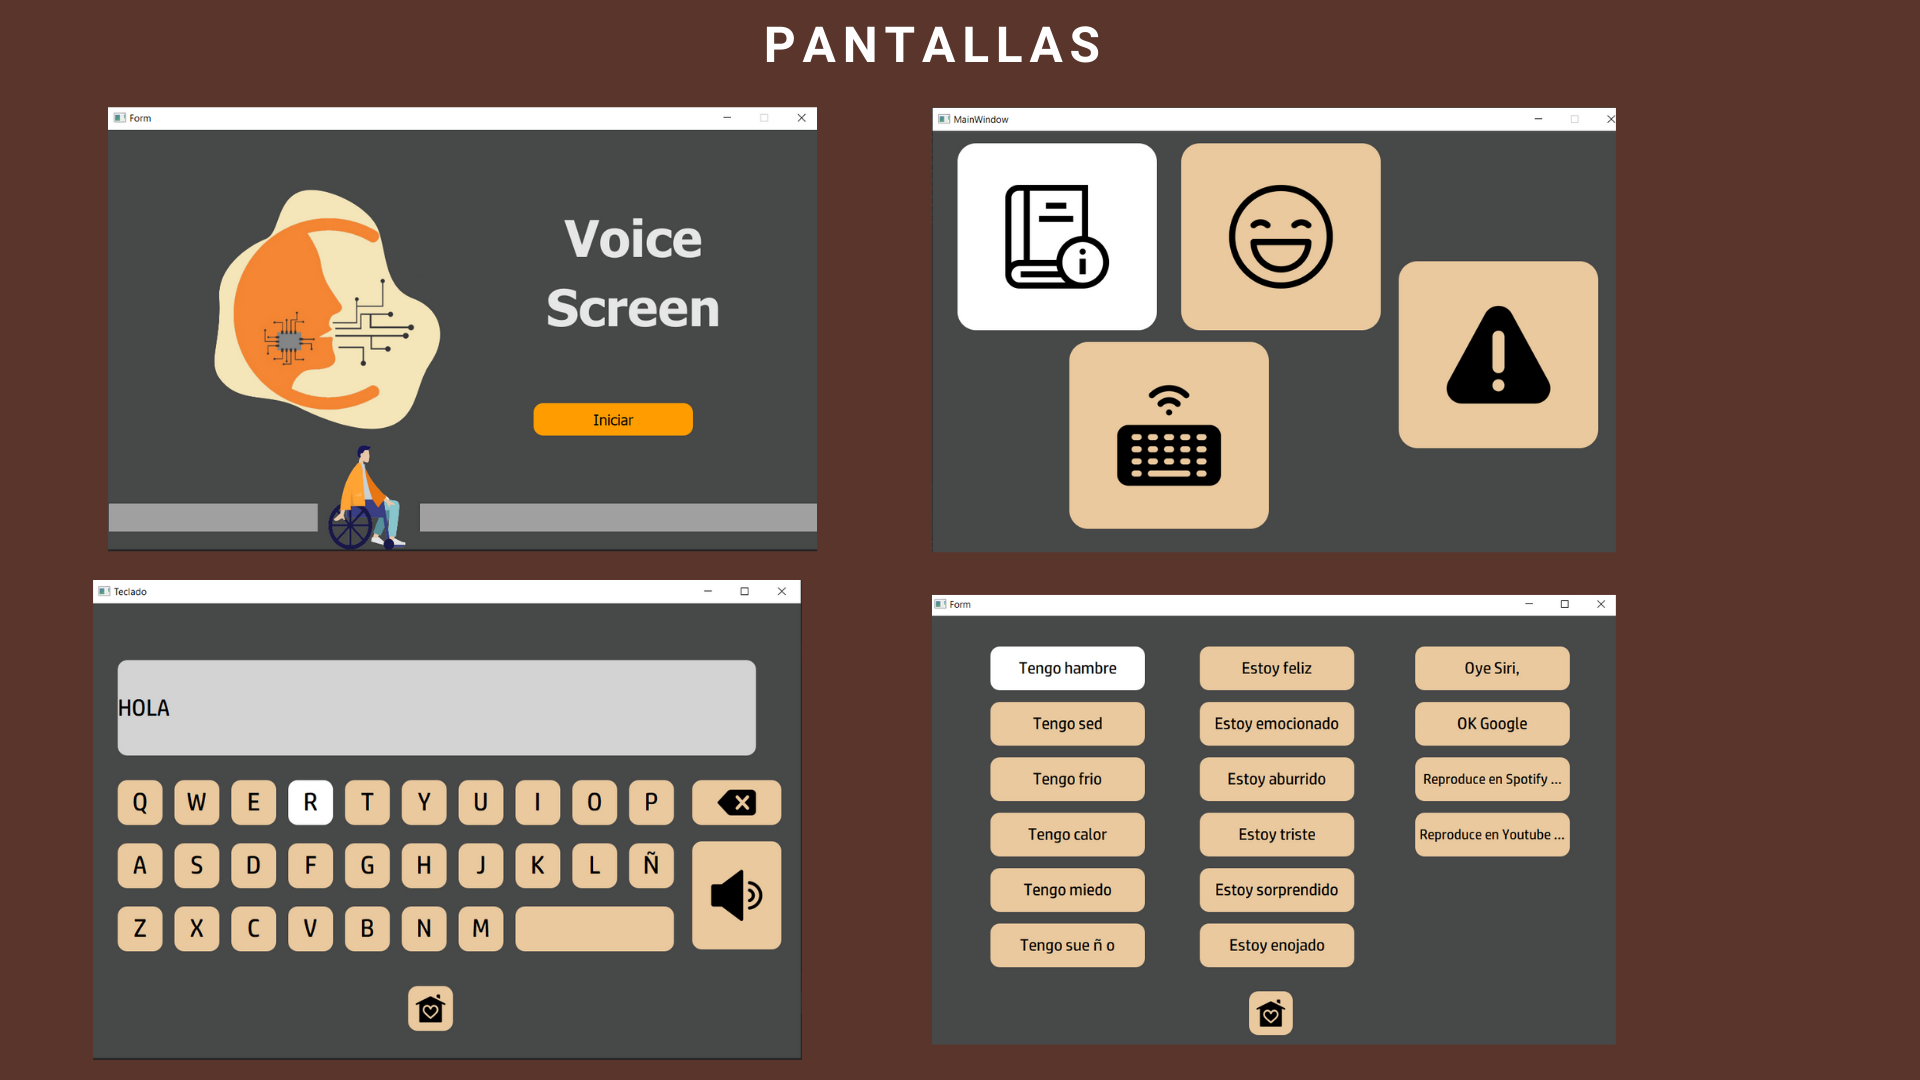 PANTALLAS
Form
Voice
Screen
Iniciar
MainWindow
i
Teclado
HOLA
Q W E R T Y U I O P
A S D F G H J K L Ñ
Z X C V B N M
Form
Tengo hambre
Tengo sed
Tengo frio
Tengo calor
Tengo miedo
Tengo sue ñ o
Estoy feliz
Estoy emocionado
Estoy aburrido
Estoy triste
Estoy sorprendido
Estoy enojado
Oye Siri,
OK Google
Reproduce en Spotify ...
Reproduce en Youtube ...